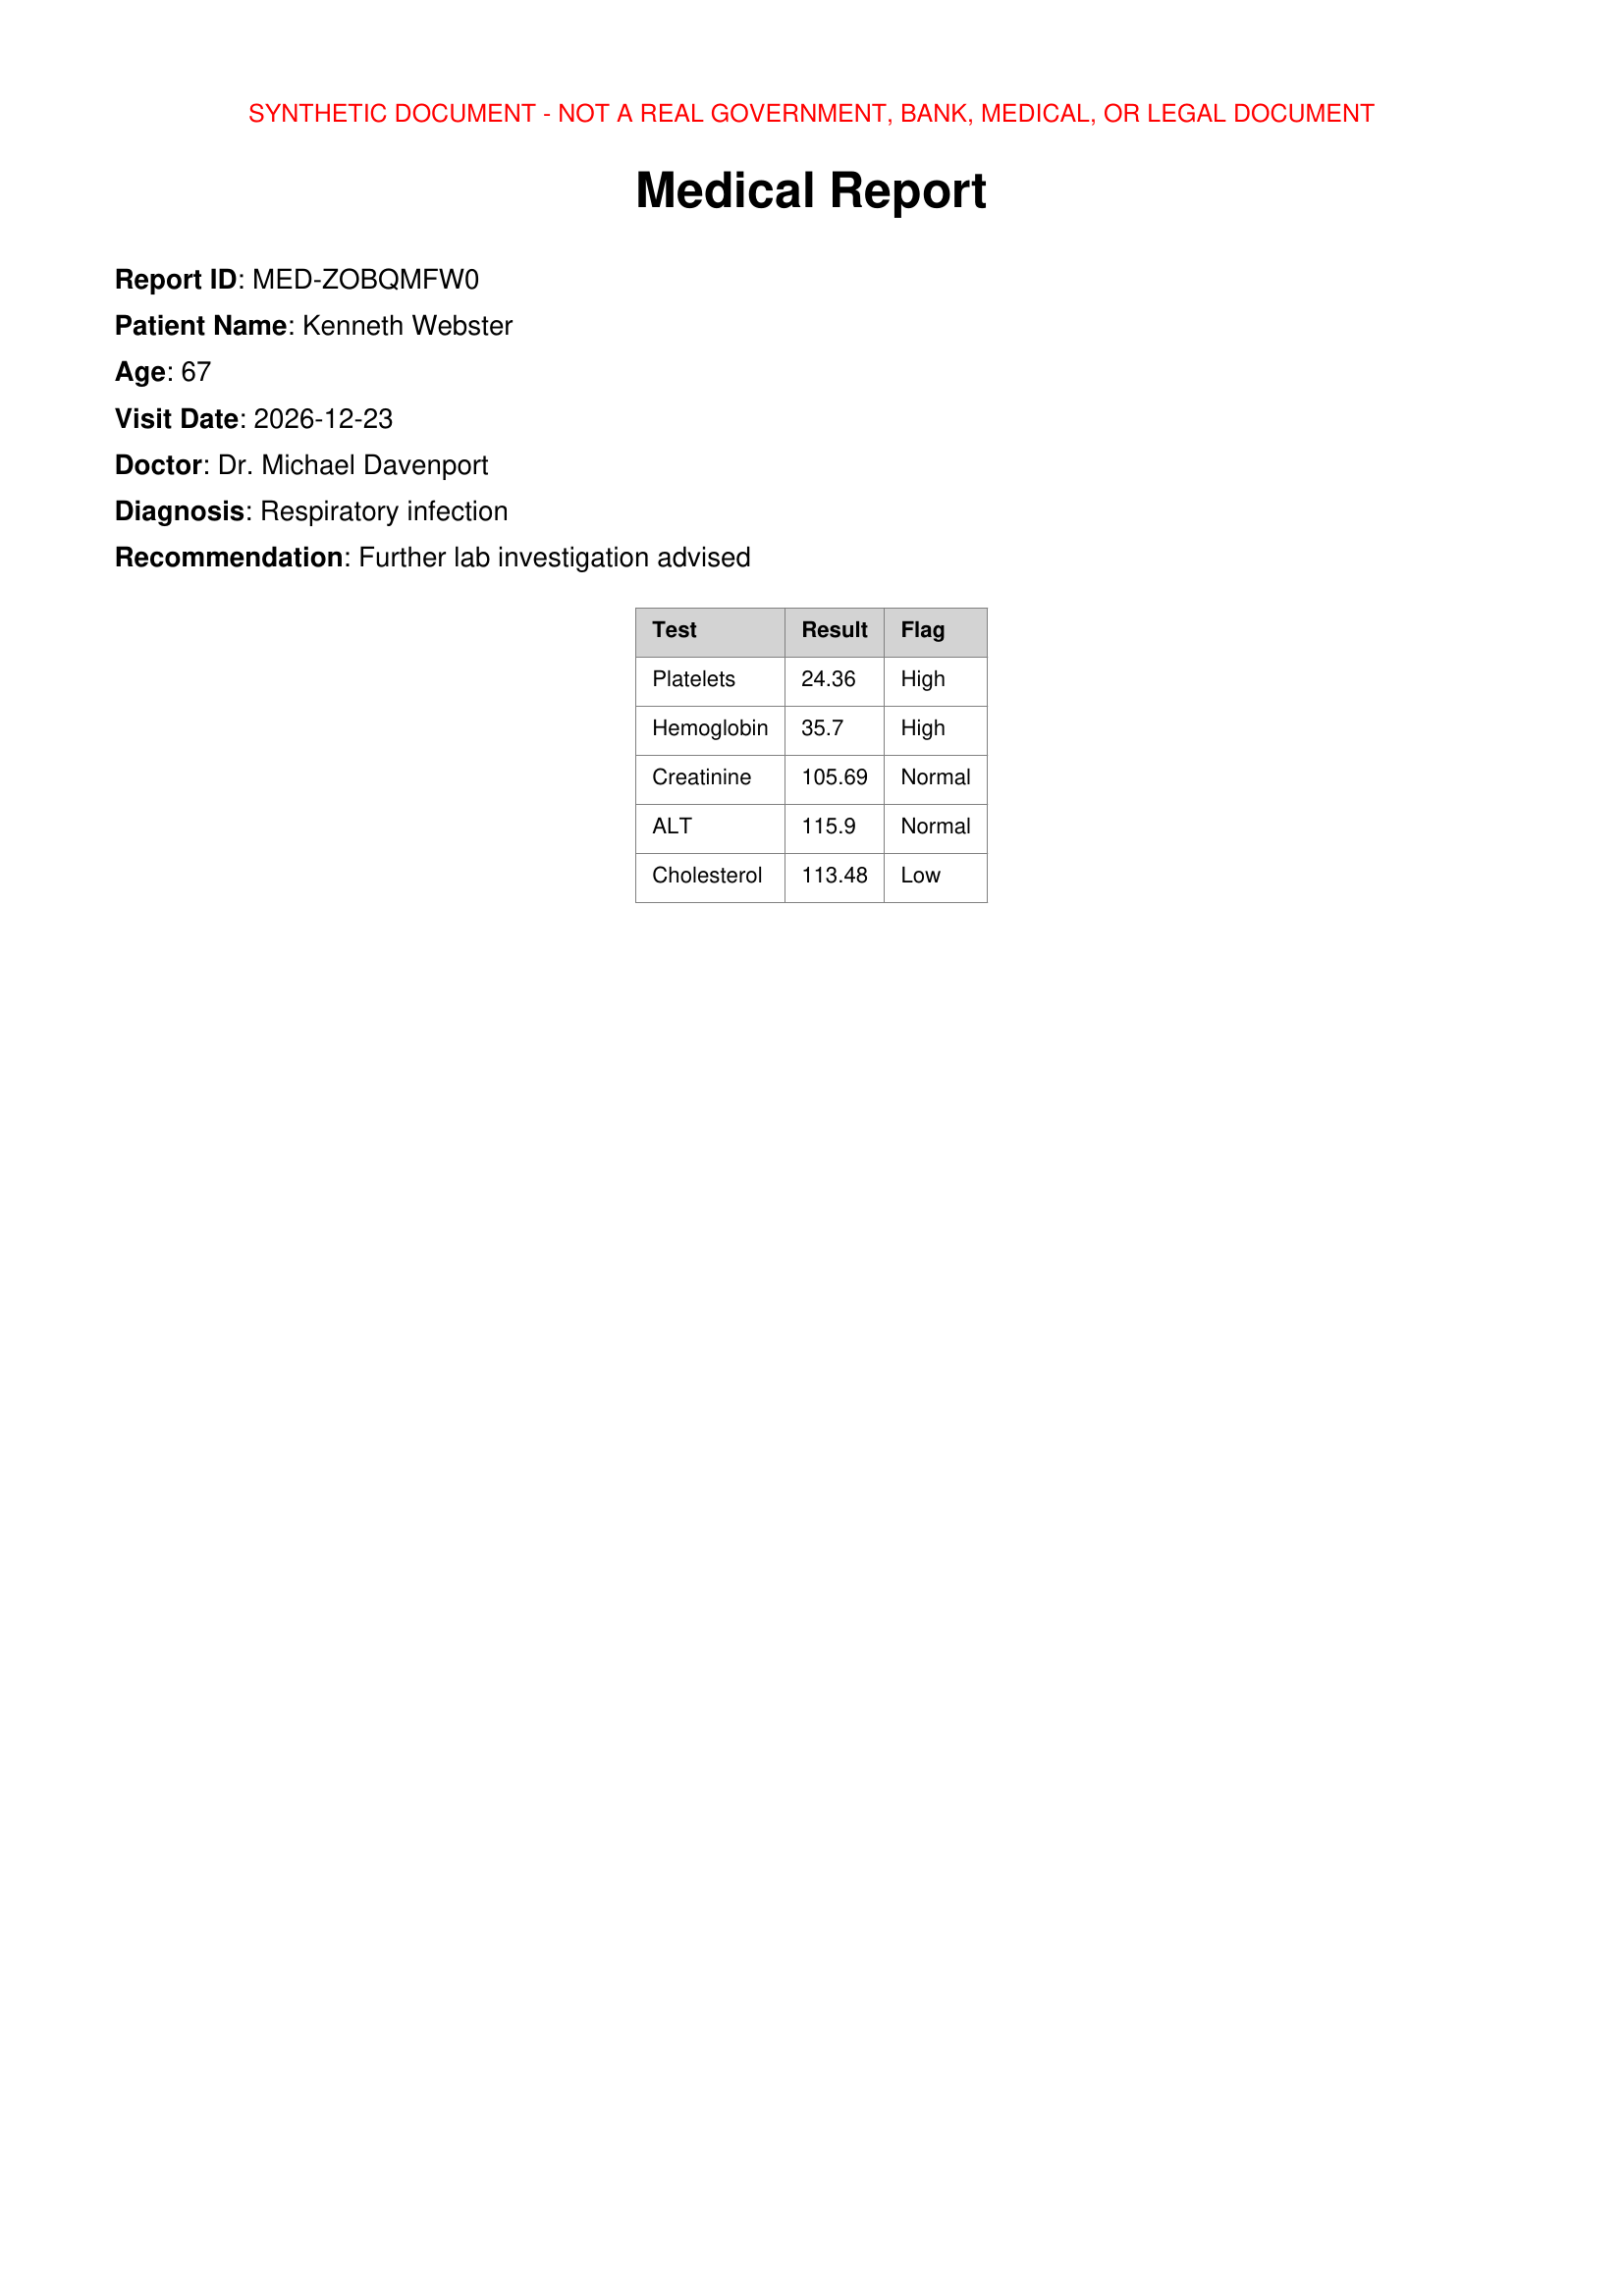 SYNTHETIC DOCUMENT - NOT A REAL GOVERNMENT, BANK, MEDICAL, OR LEGAL DOCUMENT
Medical Report
Report ID: MED-ZOBQMFW0
Patient Name: Kenneth Webster
Age: 67
Visit Date: 2026-12-23
Doctor: Dr. Michael Davenport
Diagnosis: Respiratory infection
Recommendation: Further lab investigation advised
Test Result Flag
Platelets 24.36 High
Hemoglobin 35.7 High
Creatinine 105.69 Normal
ALT 115.9 Normal
Cholesterol 113.48 Low